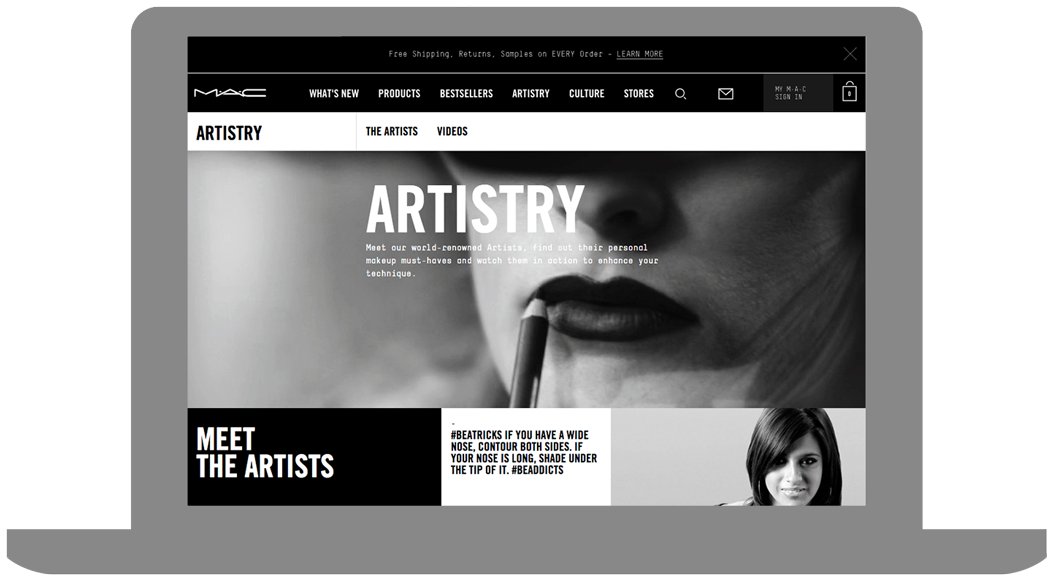 Free Shipping, Returns, Samples on EVERY Order – LEARN MORE
MAC
WHAT'S NEW PRODUCTS BESTSELLERS ARTISTRY CULTURE STORES
MY M·A·C
SIGN IN
0
ARTISTRY
THE ARTISTS VIDEOS
ARTISTRY
Meet our world-renowned Artists, find out their personal
makeup must-haves and watch them in action to enhance your
technique.
MEET
THE ARTISTS
#BEATRICKS IF YOU HAVE A WIDE
NOSE, CONTOUR BOTH SIDES. IF
YOUR NOSE IS LONG, SHADE UNDER
THE TIP OF IT. #BEADDICTS